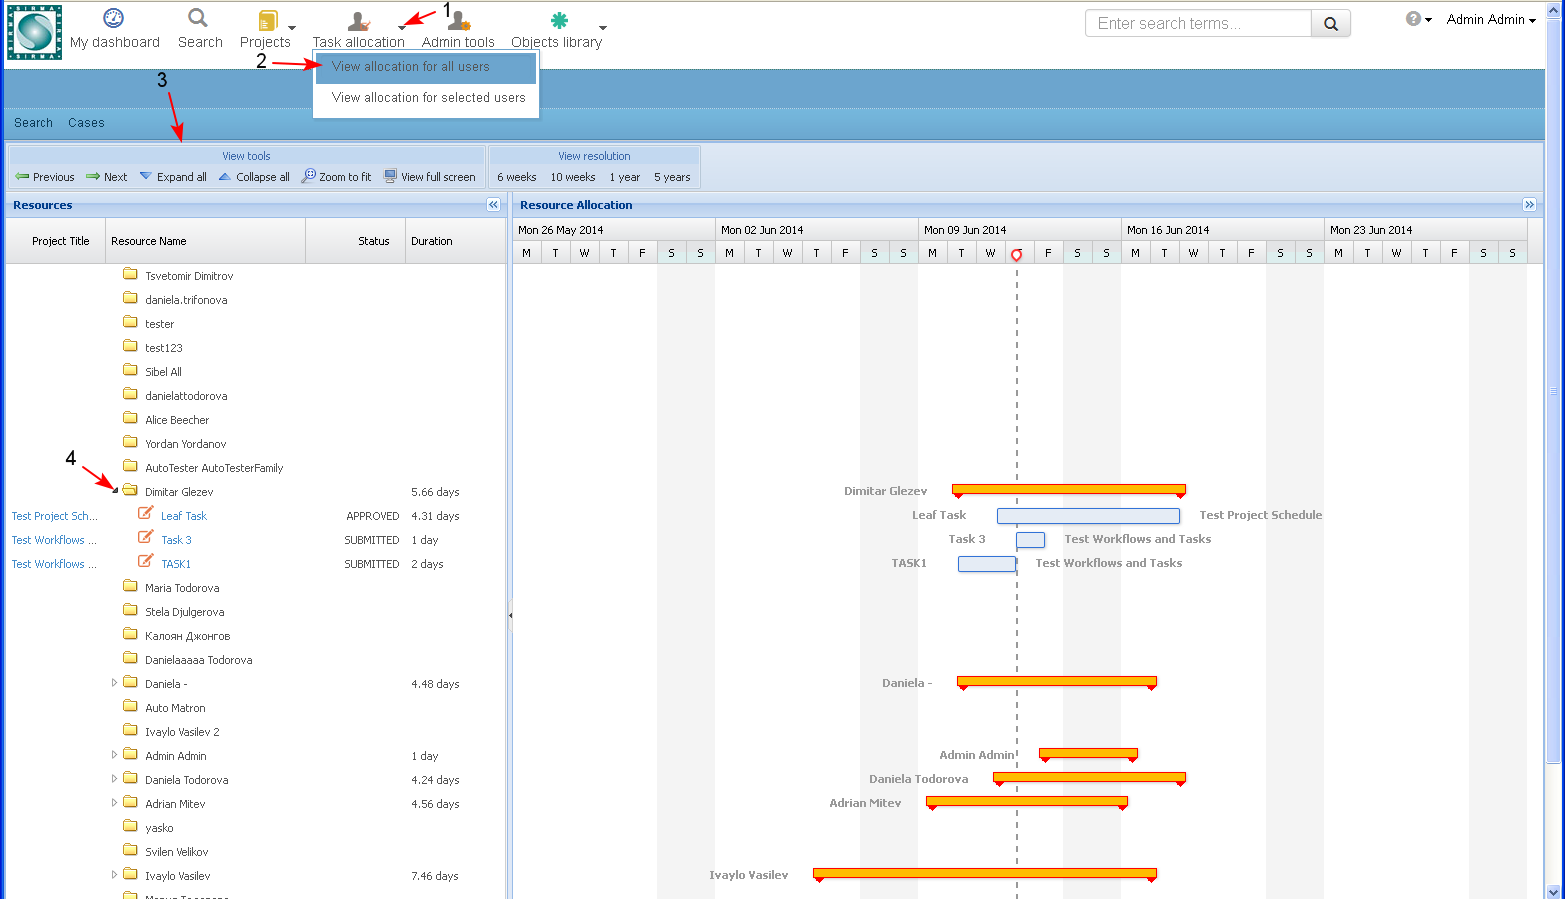 SIRMA SIRMA SIRMA SIRMA
1
My dashboard Search Projects Task allocation Admin tools Objects library
Enter search terms...
? Admin Admin
2
View allocation for all users
View allocation for selected users
3
Search Cases
View tools View resolution
Previous Next Expand all Collapse all Zoom to fit View full screen 6 weeks 10 weeks 1 year 5 years
Resources Resource Allocation
Project Title Resource Name Status Duration
Mon 26 May 2014 Mon 02 Jun 2014 Mon 09 Jun 2014 Mon 16 Jun 2014 Mon 23 Jun 2014
M T W T F S S M T W T F S S M T W F S S M T W T F S S M T W T F S S
Tsvetomir Dimitrov
daniela.trifonova
tester
test123
Sibel All
danielattodorova
Alice Beecher
Yordan Yordanov
4
AutoTester AutoTesterFamily
Dimitar Glezev 5.66 days Dimitar Glezev
Test Project Sch... Leaf Task APPROVED 4.31 days Leaf Task Test Project Schedule
Test Workflows ... Task 3 SUBMITTED 1 day Task 3 Test Workflows and Tasks
Test Workflows ... TASK1 SUBMITTED 2 days TASK1 Test Workflows and Tasks
Maria Todorova
Stela Djulgerova
Калоян Джонгов
Danielaaaaa Todorova
Daniela - 4.48 days Daniela -
Auto Matron
Ivaylo Vasilev 2
Admin Admin 1 day Admin Admin
Daniela Todorova 4.24 days Daniela Todorova
Adrian Mitev 4.56 days Adrian Mitev
yasko
Svilen Velikov
Ivaylo Vasilev 7.46 days Ivaylo Vasilev